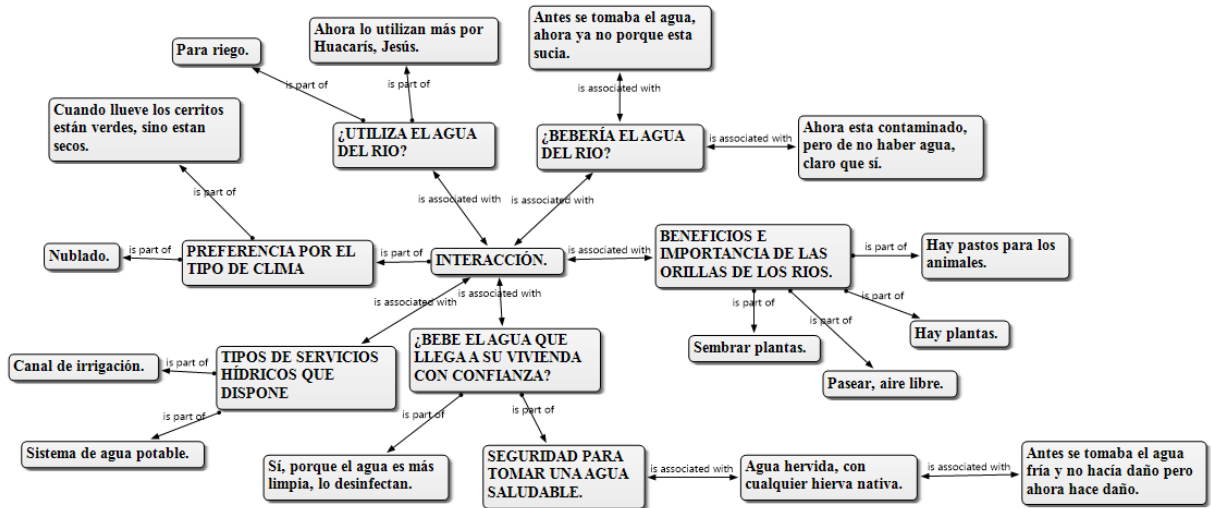 Antes se tomaba el agua,
ahora ya no porque esta
sucia.
Ahora lo utilizan más por
Huacarís, Jesús.
Para riego.
is part of
is part of
is associated with
Cuando llueve los cerritos
están verdes, sino estan
secos.
¿UTILIZA EL AGUA
DEL RIO?
¿BEBERÍA EL AGUA
DEL RIO?
is associated with
Ahora esta contaminado,
pero de no haber agua,
claro que sí.
is part of
is associated with
is associated with
Nublado.
is part of
PREFERENCIA POR EL
TIPO DE CLIMA
is part of
INTERACCIÓN.
is associated with
BENEFICIOS E
IMPORTANCIA DE LAS
ORILLAS DE LOS RIOS.
is part of
Hay pastos para los
animales.
is associated with
is associated with
is part of
is part of
is part of
Hay plantas.
Sembrar plantas.
Pasear, aire libre.
Canal de irrigación.
is part of
TIPOS DE SERVICIOS
HÍDRICOS QUE
DISPONE
¿BEBE EL AGUA QUE
LLEGA A SU VIVIENDA
CON CONFIANZA?
is part of
Sistema de agua potable.
is part of
is part of
Sí, porque el agua es más
limpia, lo desinfectan.
SEGURIDAD PARA
TOMAR UNA AGUA
SALUDABLE.
is associated with
Agua hervida, con
cualquier hierva nativa.
is associated with
Antes se tomaba el agua
fría y no hacía daño pero
ahora hace daño.